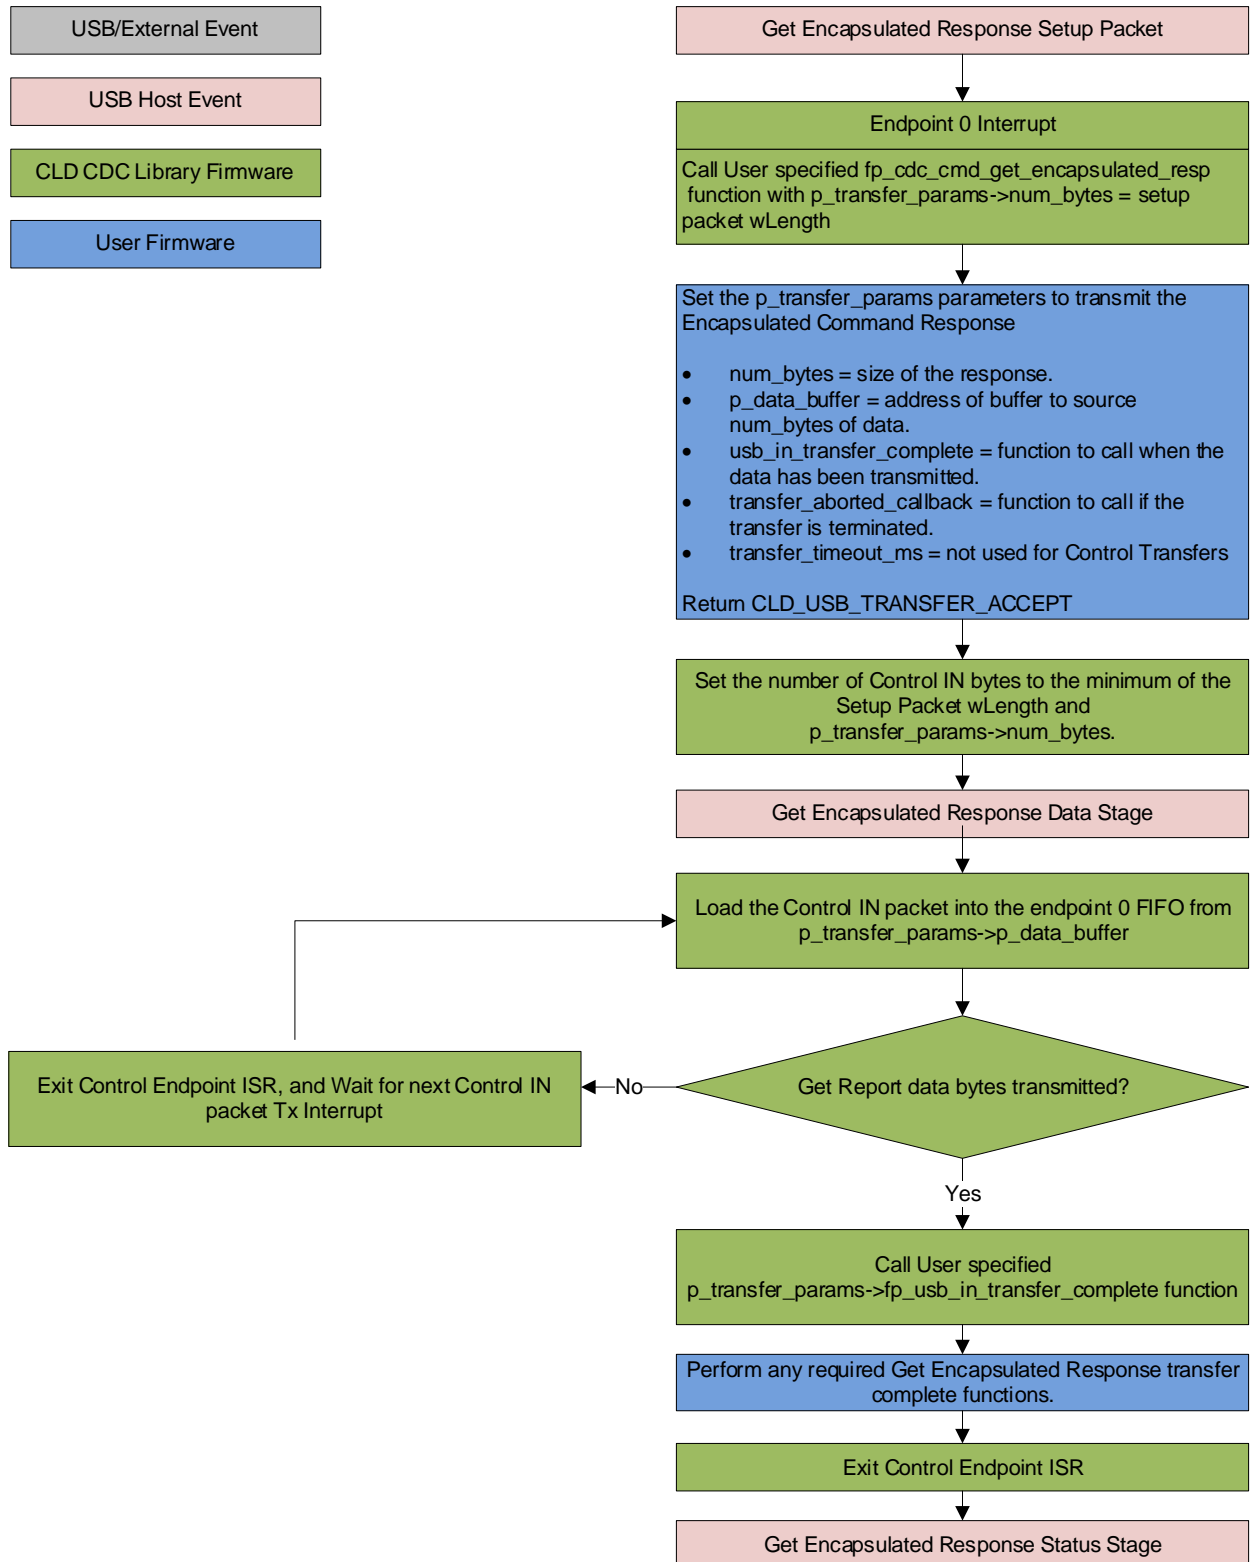 USB/External Event
USB Host Event
CLD CDC Library Firmware
User Firmware
Get Encapsulated Response Setup Packet
Endpoint 0 Interrupt
Call User specified fp_cdc_cmd_get_encapsulated_resp
function with p_transfer_params->num_bytes = setup
packet wLength
Set the p_transfer_params parameters to transmit the
Encapsulated Command Response
• num_bytes = size of the response.
• p_data_buffer = address of buffer to source
num_bytes of data.
• usb_in_transfer_complete = function to call when the
data has been transmitted.
• transfer_aborted_callback = function to call if the
transfer is terminated.
• transfer_timeout_ms = not used for Control Transfers
Return CLD_USB_TRANSFER_ACCEPT
Set the number of Control IN bytes to the minimum of the
Setup Packet wLength and
p_transfer_params->num_bytes.
Get Encapsulated Response Data Stage
Load the Control IN packet into the endpoint 0 FIFO from
p_transfer_params->p_data_buffer
Get Report data bytes transmitted?
No
Exit Control Endpoint ISR, and Wait for next Control IN
packet Tx Interrupt
Yes
Call User specified
p_transfer_params->fp_usb_in_transfer_complete function
Perform any required Get Encapsulated Response transfer
complete functions.
Exit Control Endpoint ISR
Get Encapsulated Response Status Stage